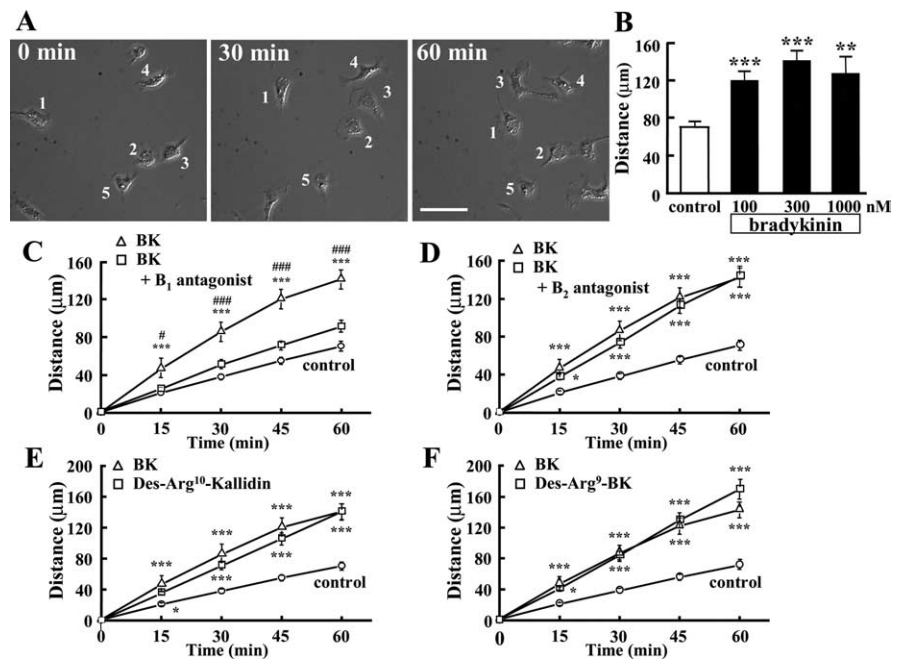 A
0 min
4
1
2
3
5
30 min
4
1
3
2
5
60 min
3
4
1
2
5
B
Distance (μm)
160
120
80
40
0
***
***
**
control
100
300
1000
nM
bradykinin
C
△ BK
□ BK
+ B₁ antagonist
Distance (μm)
160
120
80
40
0
#
***
###
***
###
***
###
***
control
0
15
30
45
60
Time (min)
D
△ BK
□ BK
+ B₂ antagonist
Distance (μm)
160
120
80
40
0
***
*
***
***
***
***
***
***
control
0
15
30
45
60
Time (min)
E
△ BK
□ Des-Arg¹⁰-Kallidin
Distance (μm)
200
160
120
80
40
0
***
*
***
***
***
***
***
***
control
0
15
30
45
60
Time (min)
F
△ BK
□ Des-Arg⁹-BK
Distance (μm)
200
160
120
80
40
0
***
*
***
***
***
***
***
***
control
0
15
30
45
60
Time (min)